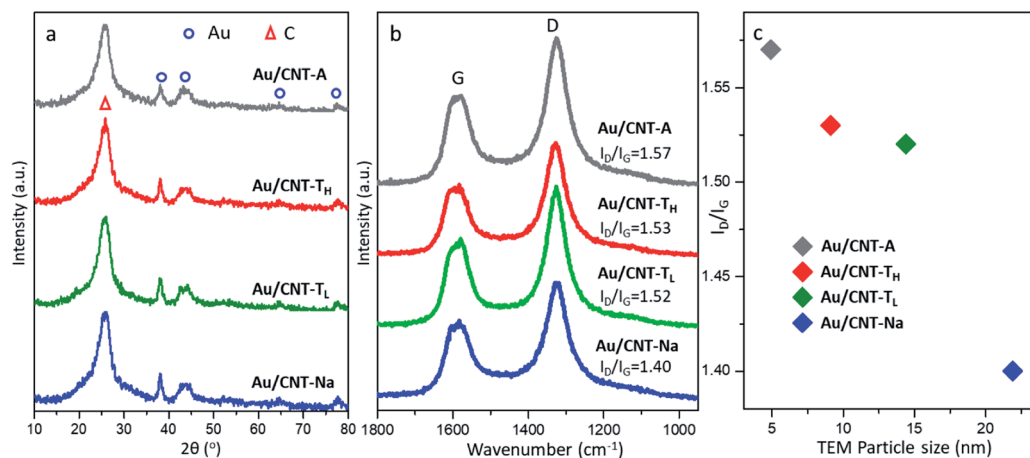 a
Au
C
Au/CNT-A
Au/CNT-TH
Au/CNT-TL
Au/CNT-Na
Intensity (a.u.)
10 20 30 40 50 60 70 80
2θ (o)
b
G
D
Au/CNT-A
ID/IG=1.57
Au/CNT-TH
ID/IG=1.53
Au/CNT-TL
ID/IG=1.52
Au/CNT-Na
ID/IG=1.40
Intensity (a.u.)
1800 1600 1400 1200 1000
Wavenumber (cm-1)
c
1.55
1.50
1.45
1.40
ID/IG
Au/CNT-A
Au/CNT-TH
Au/CNT-TL
Au/CNT-Na
5 10 15 20
TEM Particle size (nm)